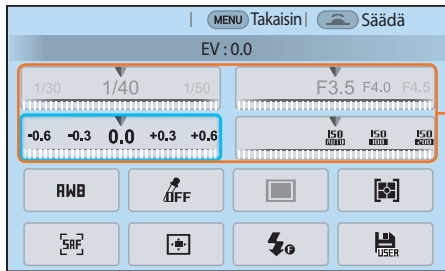 MENU Takaisin | Säädä
EV : 0.0
1/30 1/40 1/50 F3.5 F4.0 F4.5
-0.6 -0.3 0.0 +0.3 +0.6 ISO AUTO ISO 100 ISO 200
AWB OFF
SAF USER